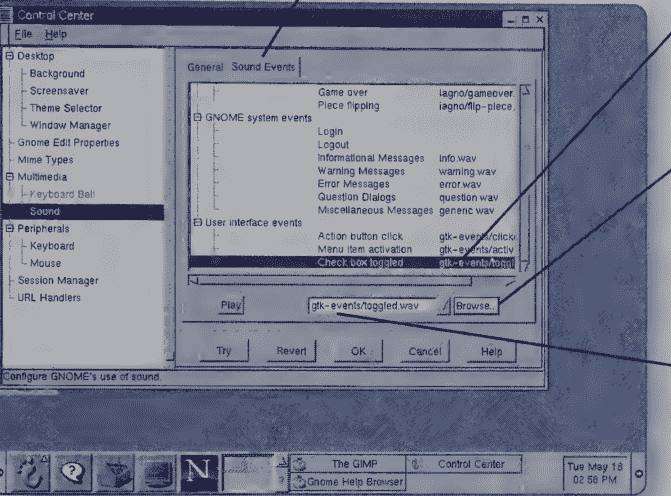 Control Center
File Help
Desktop
Background
Screensaver
Theme Selector
Window Manager
Gnome Edit Properties
Mime Types
Multimedia
Keyboard Bell
Sound
Peripherals
Keyboard
Mouse
Session Manager
URL Handlers
General Sound Events
Game over iagno/gameover.
Piece flipping iagno/flip-piece.
GNOME system events
Login
Logout
Informational Messages info.wav
Warning Messages warning.wav
Error Messages error.wav
Question Dialogs question.wav
Miscellaneous Messages generic.wav
User interface events
Action button click gtk-events/clicke
Menu item activation gtk-events/activ
Check box toggled gtk-events/toggl
Play gtk-events/toggled.wav Browse...
Try Revert OK Cancel Help
Configure GNOME's use of sound.
N
The GIMP Control Center
Gnome Help Browser
Tue May 18
02:56 PM